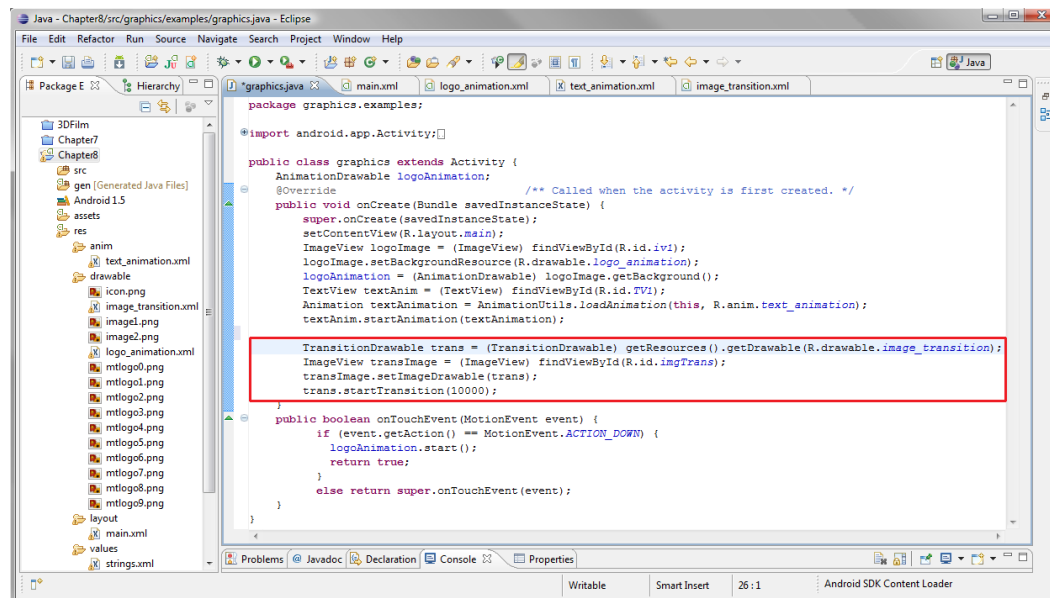 Java - Chapter8/src/graphics/examples/graphics.java - Eclipse
File Edit Refactor Run Source Navigate Search Project Window Help
Java
Package E
Hierarchy
*graphics.java
main.xml
logo_animation.xml
text_animation.xml
image_transition.xml
3DFilm
Chapter7
Chapter8
src
gen [Generated Java Files]
Android 1.5
assets
res
anim
text_animation.xml
drawable
icon.png
image_transition.xml
image1.png
image2.png
logo_animation.xml
mtlogo0.png
mtlogo1.png
mtlogo2.png
mtlogo3.png
mtlogo4.png
mtlogo5.png
mtlogo6.png
mtlogo7.png
mtlogo8.png
mtlogo9.png
layout
main.xml
values
strings.xml
package graphics.examples;
import android.app.Activity;
public class graphics extends Activity {
AnimationDrawable logoAnimation;
@Override /** Called when the activity is first created. */
public void onCreate(Bundle savedInstanceState) {
super.onCreate(savedInstanceState);
setContentView(R.layout.main);
ImageView logoImage = (ImageView) findViewById(R.id.iv1);
logoImage.setBackgroundResource(R.drawable.logo_animation);
logoAnimation = (AnimationDrawable) logoImage.getBackground();
TextView textAnim = (TextView) findViewById(R.id.TV1);
Animation textAnimation = AnimationUtils.loadAnimation(this, R.anim.text_animation);
textAnim.startAnimation(textAnimation);
TransitionDrawable trans = (TransitionDrawable) getResources().getDrawable(R.drawable.image_transition);
ImageView transImage = (ImageView) findViewById(R.id.imgTrans);
transImage.setImageDrawable(trans);
trans.startTransition(10000);
}
public boolean onTouchEvent(MotionEvent event) {
if (event.getAction() == MotionEvent.ACTION_DOWN) {
logoAnimation.start();
return true;
}
else return super.onTouchEvent(event);
}
}
Problems @ Javadoc Declaration Console Properties
Writable Smart Insert 26 : 1 Android SDK Content Loader